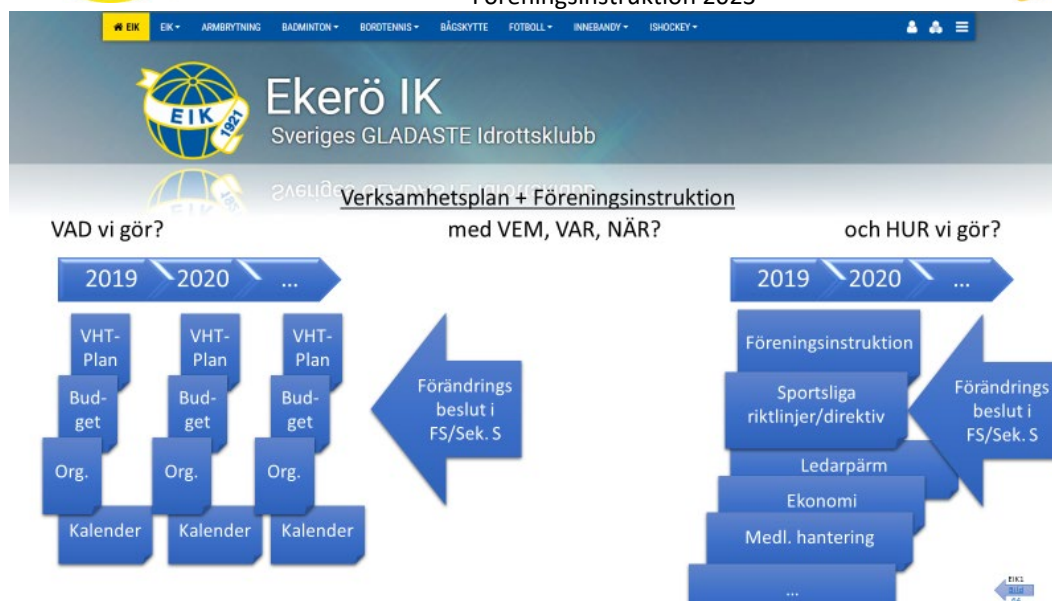 Föreningsinstruktion 2023
EIK EIK ARMBRYTNING BADMINTON BORDTENNIS BÅGSKYTTE FOTBOLL INNEBANDY ISHOCKEY
EIK
1921
Ekerö IK
Sveriges GLADASTE Idrottsklubb
Verksamhetsplan + Föreningsinstruktion
VAD vi gör?
med VEM, VAR, NÄR?
och HUR vi gör?
2019 2020 ...
2019 2020 ...
VHT-
Plan
VHT-
Plan
VHT-
Plan
Bud-
get
Bud-
get
Bud-
get
Org.
Org.
Org.
Kalender
Kalender
Kalender
Förändrings
beslut i
FS/Sek. S
Föreningsinstruktion
Sportsliga
riktlinjer/direktiv
Ledarpärm
Ekonomi
Medl. hantering
...
Förändrings
beslut i
FS/Sek. S
EIK1
Bild